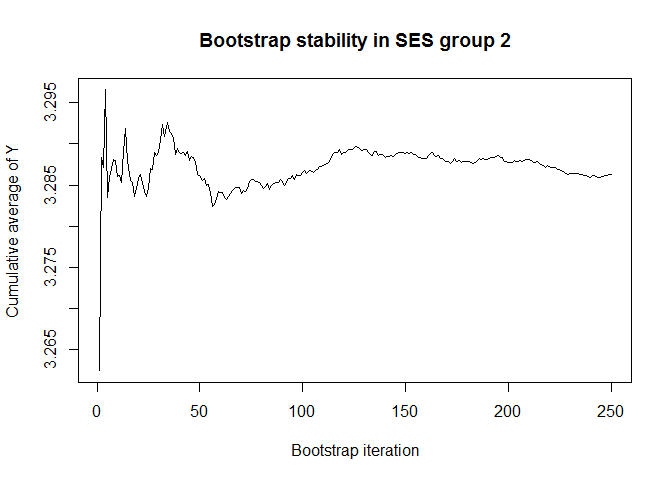 Bootstrap stability in SES group 2
Cumulative average of Y
3.295
3.285
3.275
3.265
0 50 100 150 200 250
Bootstrap iteration